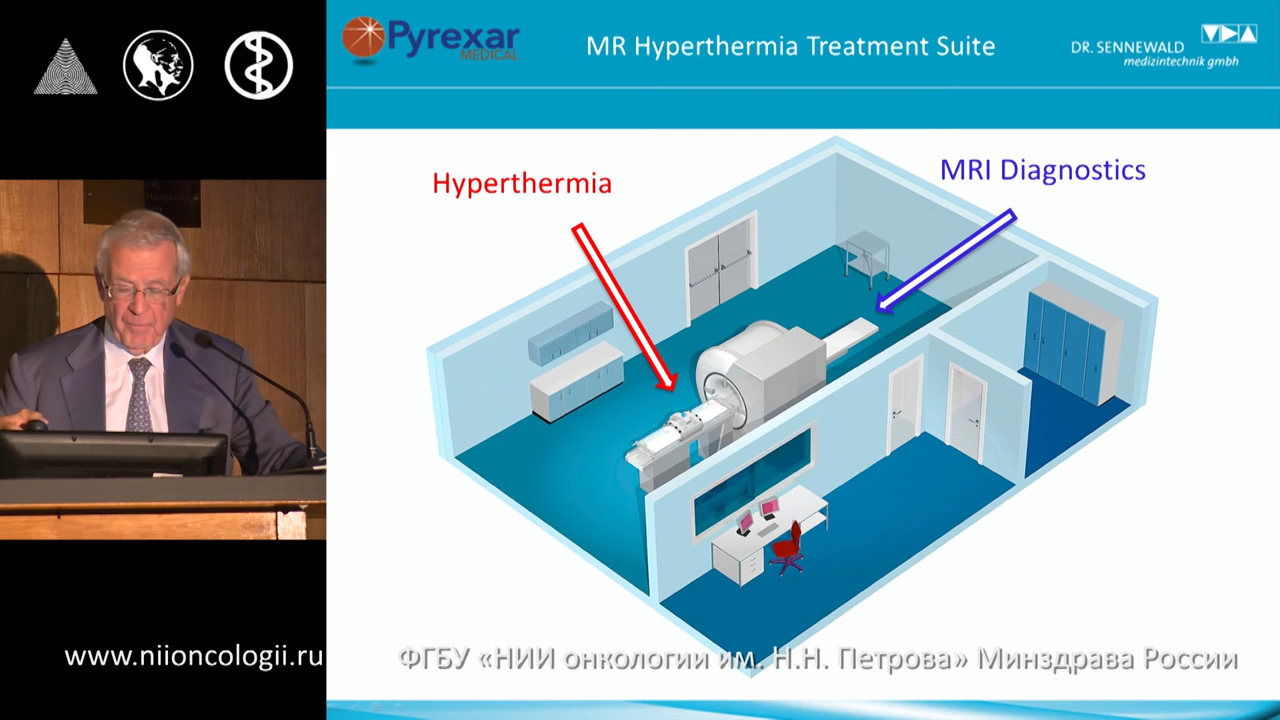 Pyrexar
MEDICAL
MR Hyperthermia Treatment Suite
DR. SENNEWALD
medizintechnik gmbh
Hyperthermia
MRI Diagnostics
www.niioncologii.ru
ФГБУ «НИИ онкологии им. Н.Н. Петрова» Минздрава России